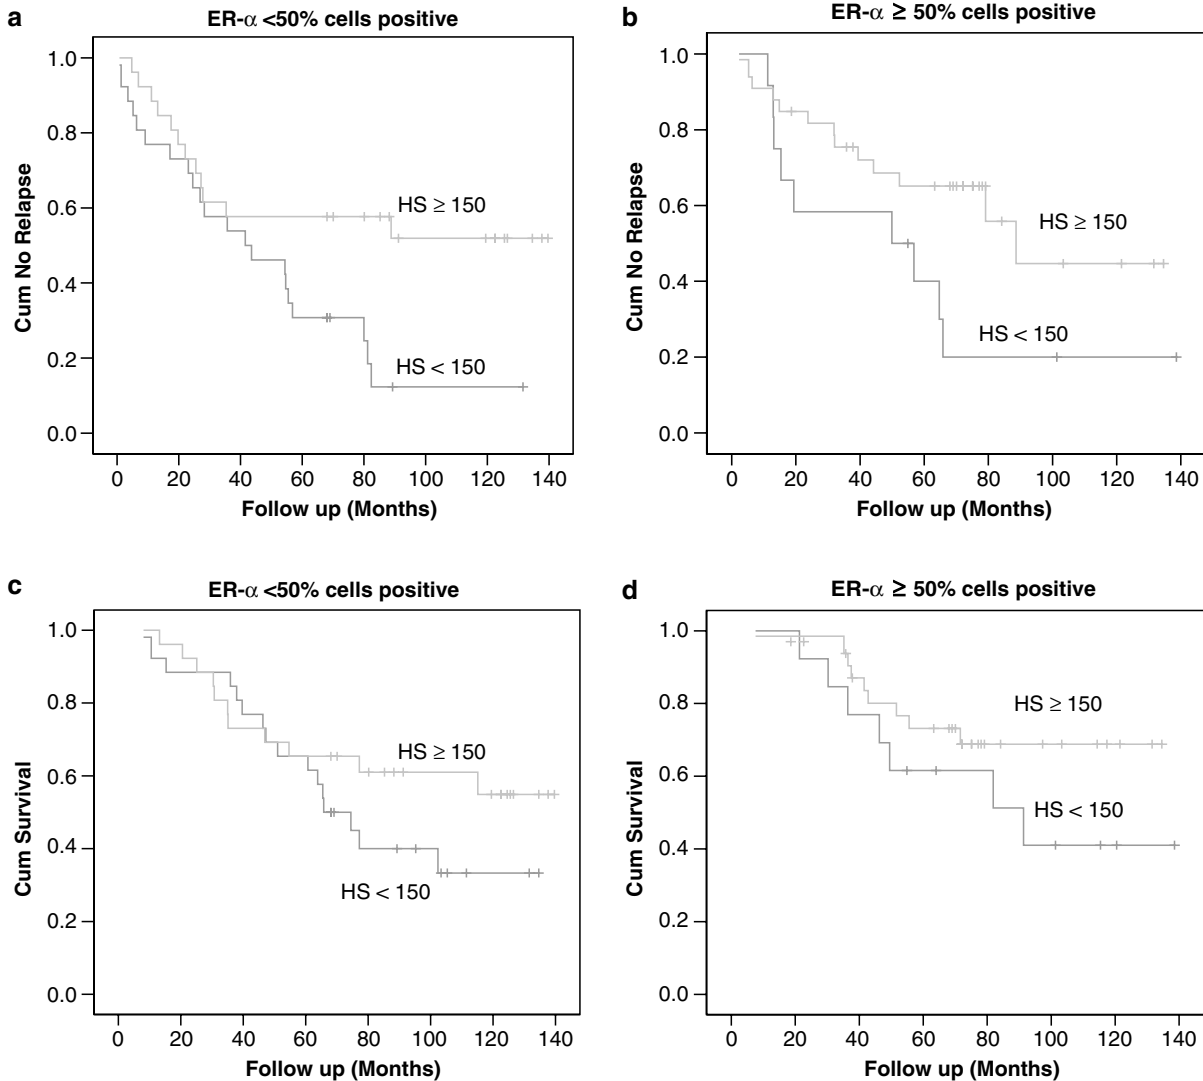 a
ER-α <50% cells positive
1.0
0.8
0.6
0.4
0.2
0.0
Cum No Relapse
HS ≥ 150
HS < 150
0 20 40 60 80 100 120 140
Follow up (Months)
b
ER-α ≥ 50% cells positive
1.0
0.8
0.6
0.4
0.2
0.0
Cum No Relapse
HS ≥ 150
HS < 150
0 20 40 60 80 100 120 140
Follow up (Months)
c
ER-α <50% cells positive
1.0
0.8
0.6
0.4
0.2
0.0
Cum Survival
HS ≥ 150
HS < 150
0 20 40 60 80 100 120 140
Follow up (Months)
d
ER-α ≥ 50% cells positive
1.0
0.8
0.6
0.4
0.2
0.0
Cum Survival
HS ≥ 150
HS < 150
0 20 40 60 80 100 120 140
Follow up (Months)